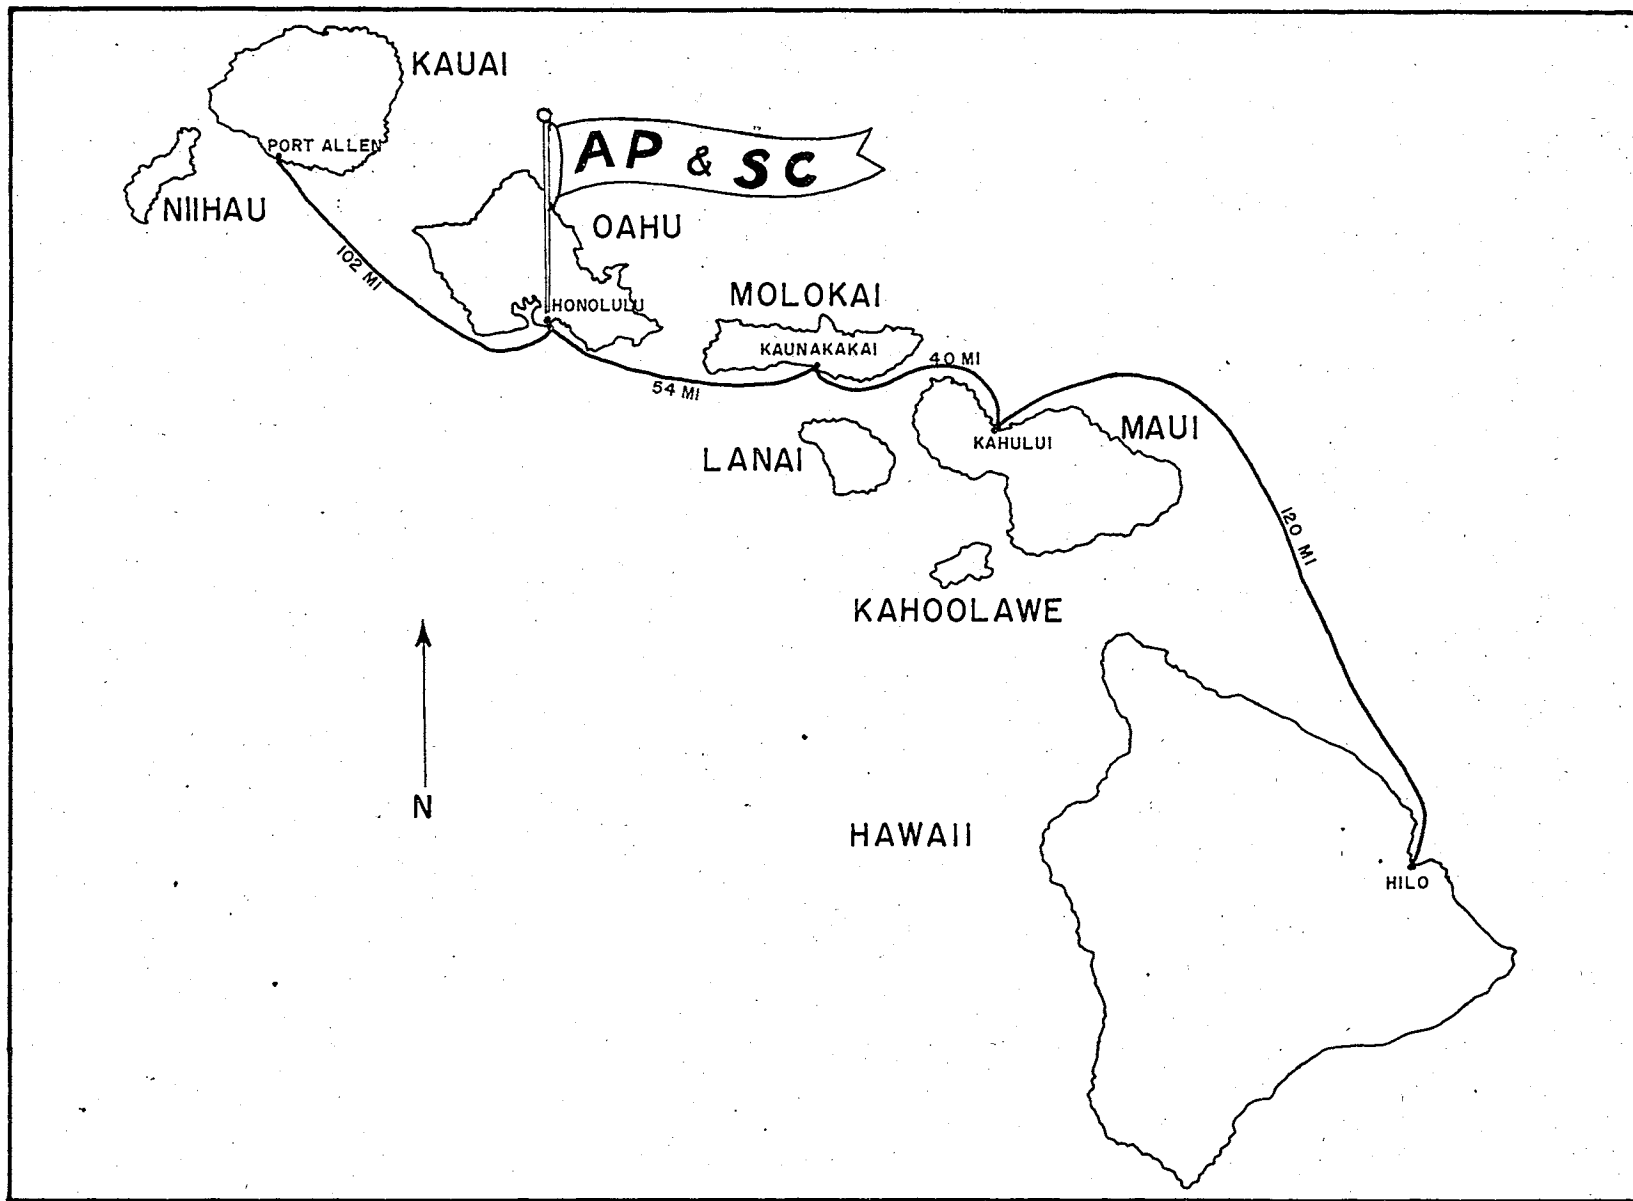 KAUAI
PORT ALLEN
NIIHAU
AP & SC
OAHU
102 MI
HONOLULU
MOLOKAI
KAUNAKAKAI
54 MI
40 MI
KAHULUI
MAUI
LANAI
120 MI
KAHOOLAWE
N
HAWAII
HILO